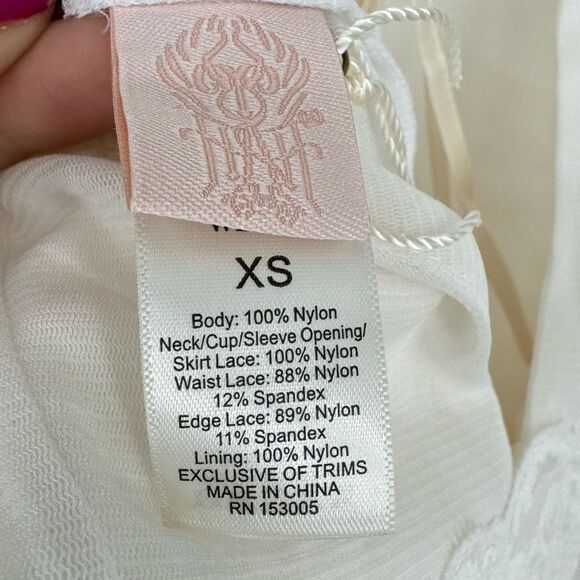 XS
Body: 100% Nylon
Neck/Cup/Sleeve Opening/
Skirt Lace: 100% Nylon
Waist Lace: 88% Nylon
12% Spandex
Edge Lace: 89% Nylon
11% Spandex
Lining: 100% Nylon
EXCLUSIVE OF TRIMS
MADE IN CHINA
RN 153005